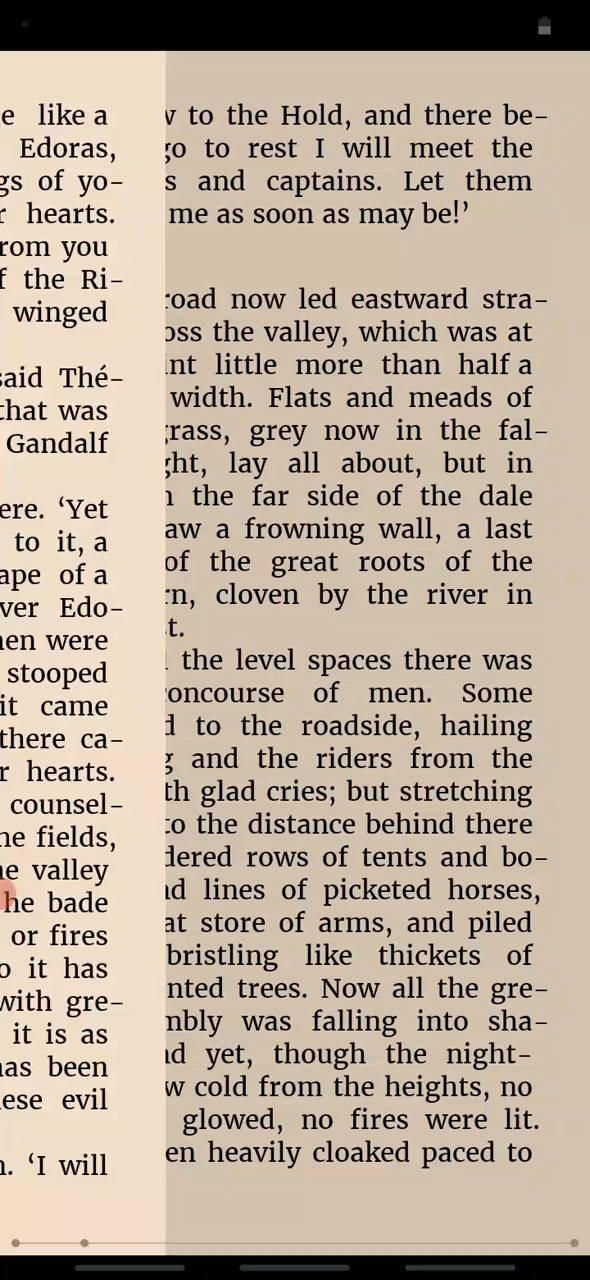 e like a
Edoras,
gs of yo-
r hearts.
rom you
f the Ri-
winged
said Thé-
that was
Gandalf
ere. ‘Yet
to it, a
ape of a
ver Edo-
men were
stooped
it came
there ca-
r hearts.
counsel-
he fields,
he valley
he bade
or fires
o it has
with gre-
it is as
has been
hese evil
n. ‘I will
w to the Hold, and there be-
go to rest I will meet the
s and captains. Let them
me as soon as may be!’
road now led eastward stra-
oss the valley, which was at
int little more than half a
width. Flats and meads of
grass, grey now in the fal-
ght, lay all about, but in
n the far side of the dale
aw a frowning wall, a last
of the great roots of the
rn, cloven by the river in
t.
the level spaces there was
concourse of men. Some
d to the roadside, hailing
g and the riders from the
th glad cries; but stretching
to the distance behind there
dered rows of tents and bo-
nd lines of picketed horses,
at store of arms, and piled
bristling like thickets of
nted trees. Now all the gre-
mbly was falling into sha-
nd yet, though the night-
w cold from the heights, no
glowed, no fires were lit.
en heavily cloaked paced to